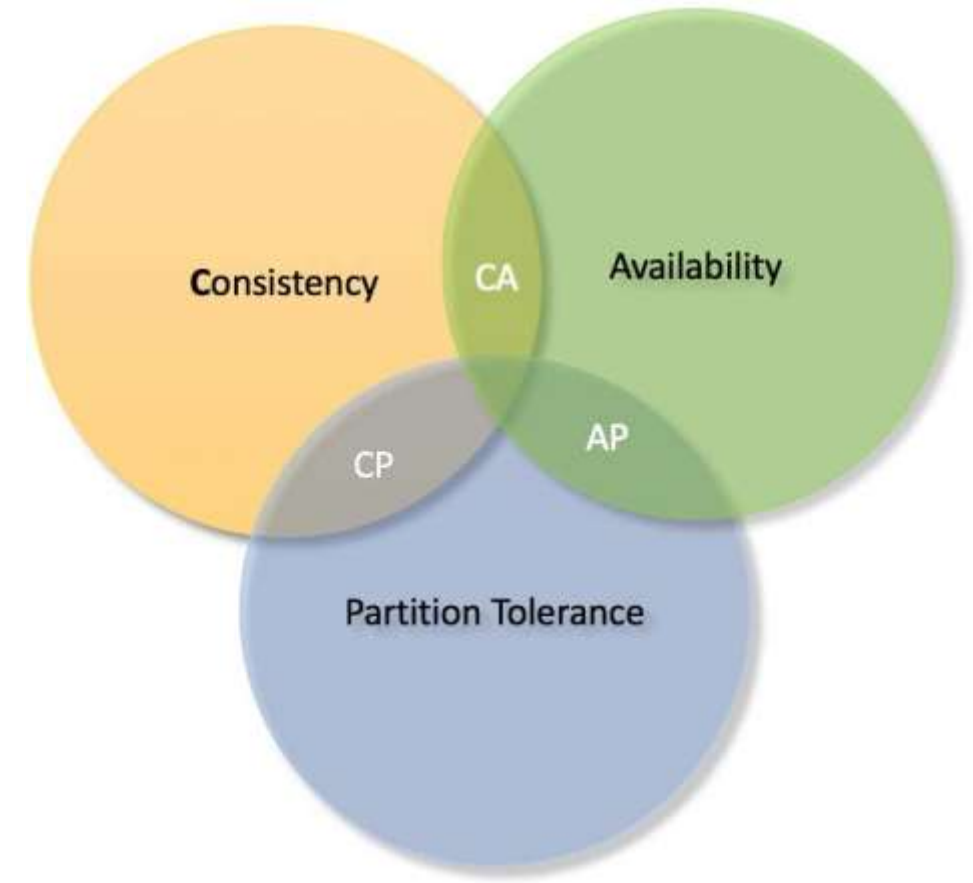 Consistency
CA
Availability
CP
AP
Partition Tolerance